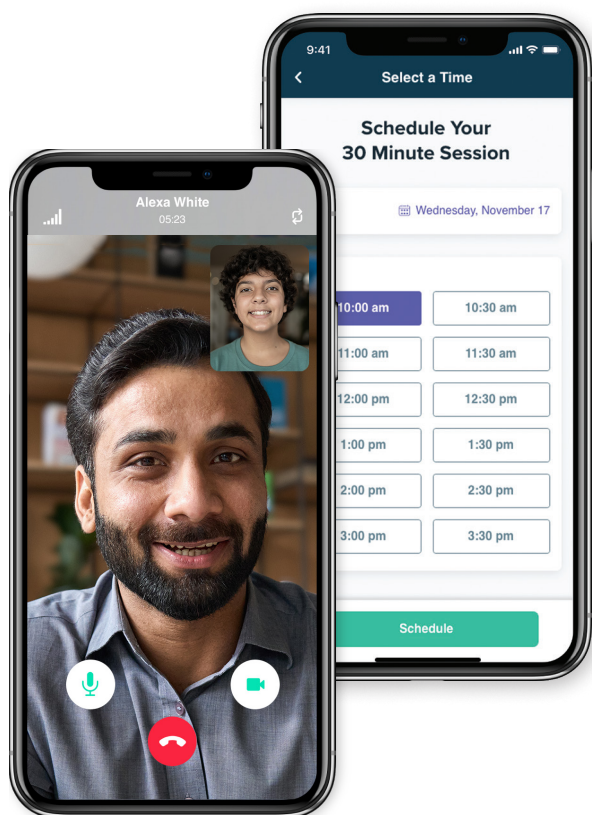 9:41
Select a Time
Schedule Your
30 Minute Session
Wednesday, November 17
10:00 am
10:30 am
11:00 am
11:30 am
12:00 pm
12:30 pm
1:00 pm
1:30 pm
2:00 pm
2:30 pm
3:00 pm
3:30 pm
Schedule
Alexa White
05:23